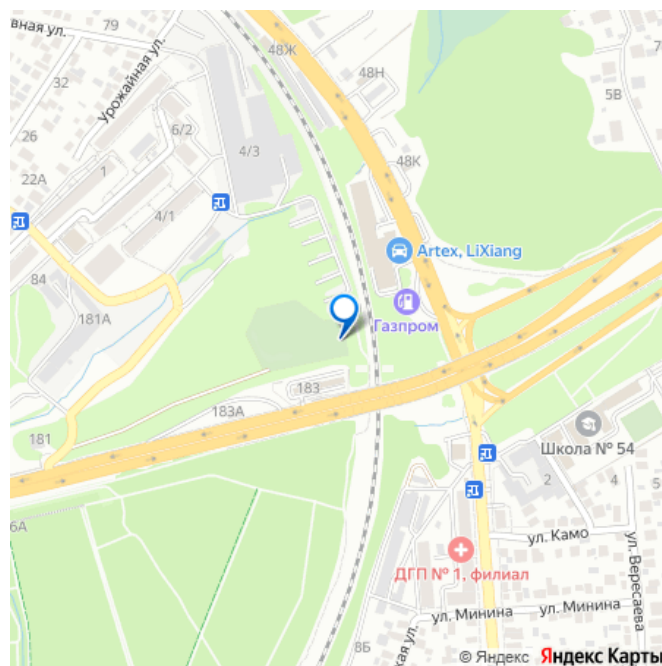 вная ул.
79
48Ж
32
Урожайная ул.
48Н
5В
26
6/2
4/3
48К
22А
1
4/1
84
Artex, LiXiang
181А
Газпром
183
183А
181
Школа № 54
2
4
5
6А
ул. Камо
ДГП № 1, филиал
ул. Вересаева
ул. Минина
ул. Минина
8Б
кая ул.
© Яндекс Яндекс Карты